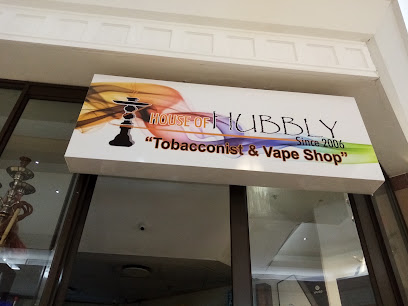 HOUSE OF HUBBLY
Since 2006
"Tobacconist & Vape Shop"